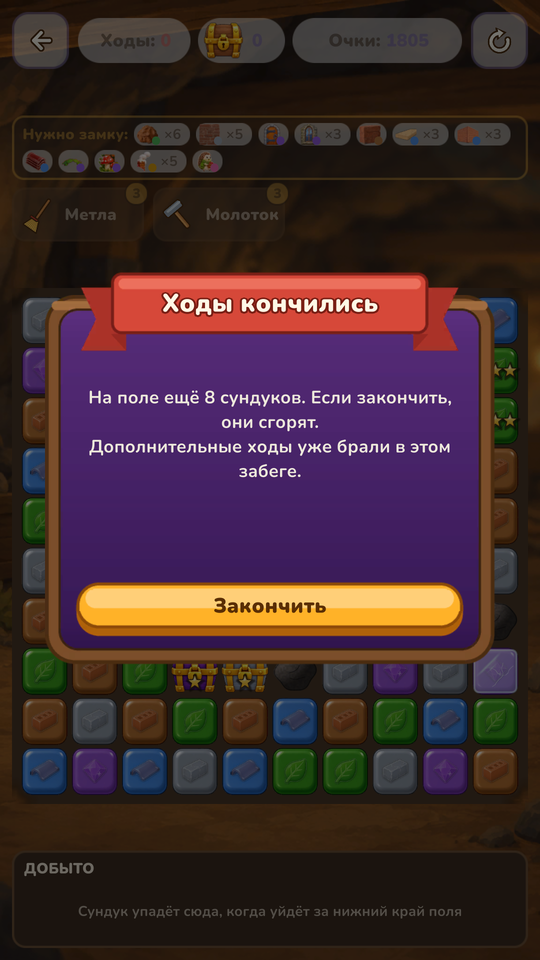 Ходы: 0
0
Очки: 1805
Нужно замку: ×6 ×5 ×3 ×3 ×3
×5
Метла 3
Молоток 3
Ходы кончились
На поле ещё 8 сундуков. Если закончить,
они сгорят.
Дополнительные ходы уже брали в этом
забеге.
Закончить
ДОБЫТО
Сундук упадёт сюда, когда уйдёт за нижний край поля